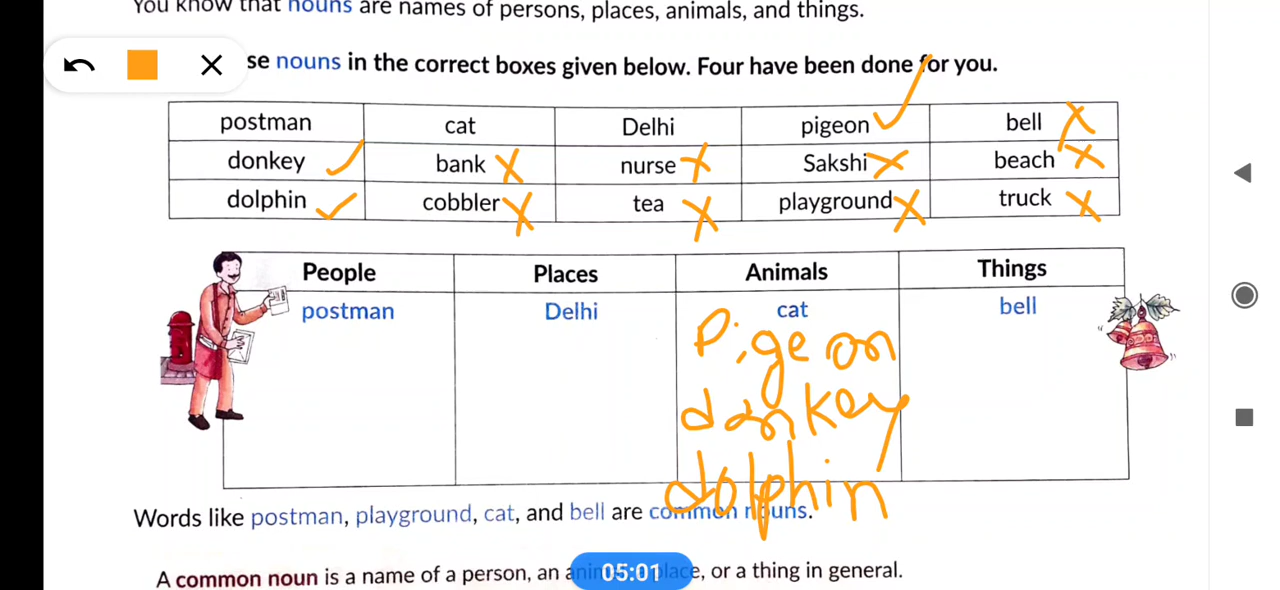 You know that nouns are names of persons, places, animals, and things.
se nouns in the correct boxes given below. Four have been done for you.
postman cat Delhi pigeon bell
donkey bank nurse Sakshi beach
dolphin cobbler tea playground truck
People Places Animals Things
postman Delhi cat bell
Pigeon
donkey
dolphin
Words like postman, playground, cat, and bell are common nouns.
A common noun is a name of a person, an animal, place, or a thing in general.
05:01